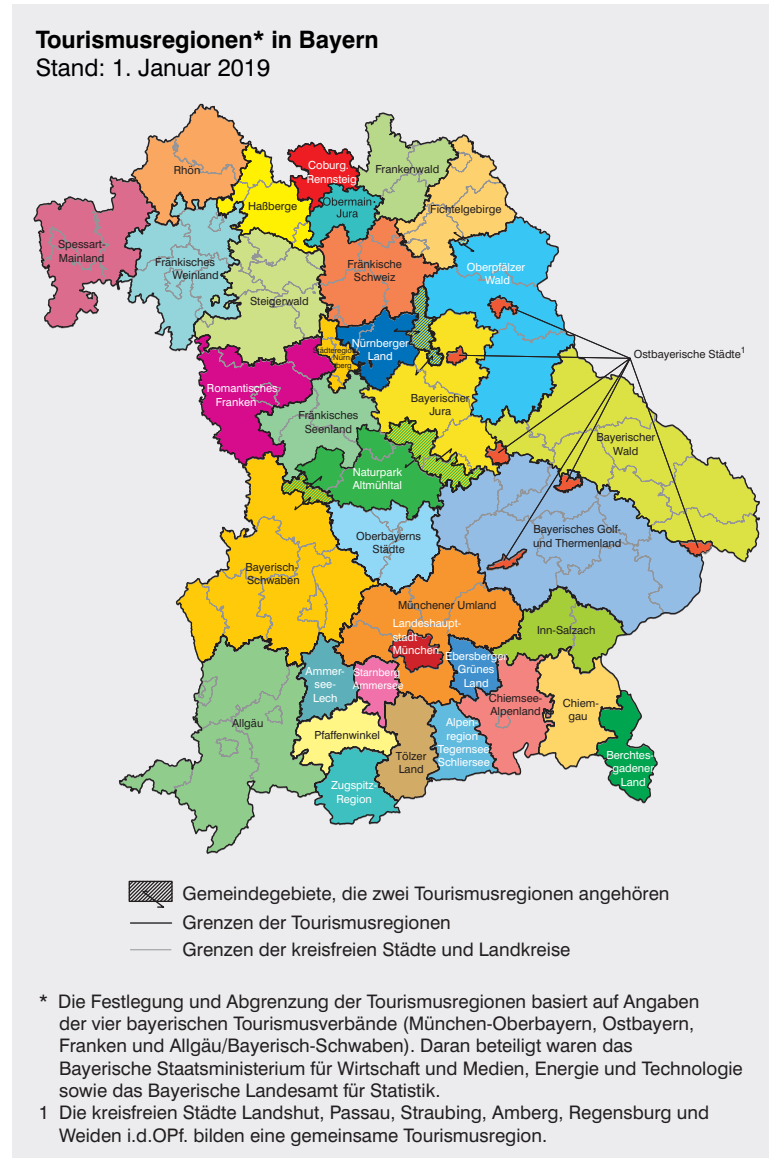 Tourismusregionen* in Bayern
Stand: 1. Januar 2019
Rhön
Coburg.
Rennsteig
Frankenwald
Haßberge
Obermain-
Jura
Fichtelgebirge
Spessart-
Mainland
Fränkisches
Weinland
Fränkische
Schweiz
Oberpfälzer
Wald
Steigerwald
Städteregion
Nürn
berg
Nürnberger
Land
Ostbayerische Städte1
Romantisches
Franken
Bayerischer
Jura
Fränkisches
Seenland
Bayerischer
Wald
Naturpark
Altmühltal
Oberbayerns
Städte
Bayerisches Golf-
und Thermenland
Bayerisch-
Schwaben
Münchener Umland
Landeshaupt-
stadt
München
Inn-Salzach
Ebersberger
Grünes
Land
Ammer-
see-
Lech
Starnberg
Ammersee
Chiemsee-
Alpenland
Chiem-
gau
Allgäu
Pfaffenwinkel
Alpen
region
Tegernsee
Schliersee
Tölzer
Land
Berchtes-
gadener
Land
Zugspitz-
Region
Gemeindegebiete, die zwei Tourismusregionen angehören
Grenzen der Tourismusregionen
Grenzen der kreisfreien Städte und Landkreise
* Die Festlegung und Abgrenzung der Tourismusregionen basiert auf Angaben
der vier bayerischen Tourismusverbände (München-Oberbayern, Ostbayern,
Franken und Allgäu/Bayerisch-Schwaben). Daran beteiligt waren das
Bayerische Staatsministerium für Wirtschaft und Medien, Energie und Technologie
sowie das Bayerische Landesamt für Statistik.
1 Die kreisfreien Städte Landshut, Passau, Straubing, Amberg, Regensburg und
Weiden i.d.OPf. bilden eine gemeinsame Tourismusregion.